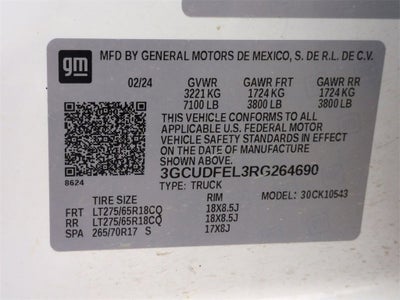 gm
MFD BY GENERAL MOTORS DE MEXICO, S. DE R.L. DE C.V.
02/24 GVWR GAWR FRT GAWR RR
3221 KG 1724 KG 1724 KG
7100 LB 3800 LB 3800 LB
THIS VEHICLE CONFORMS TO ALL APPLICABLE
U.S. FEDERAL MOTOR
VEHICLE SAFETY STANDARDS IN EFFECT
ON THE DATE OF MANUFACTURE
SHOWN ABOVE.
3GCUDFEL3RG264690
8624 TYPE: TRUCK
MODEL: 30CK10543
TIRE SIZE RIM
FRT LT275/65R18CQ 18X8.5J
RR LT275/65R18CQ 18X8.5J
SPA 265/70R17 S 17X8J